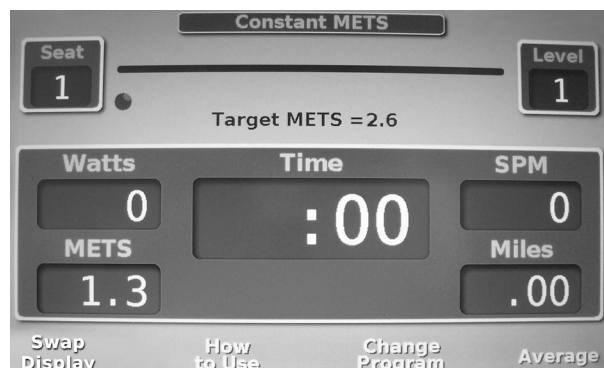 Constant METS
Seat
1
Level
1
Target METS =2.6
Watts
0
Time
:00
SPM
0
METS
1.3
Miles
.00
Swap
Display
How
to Use
Change
Program
Average